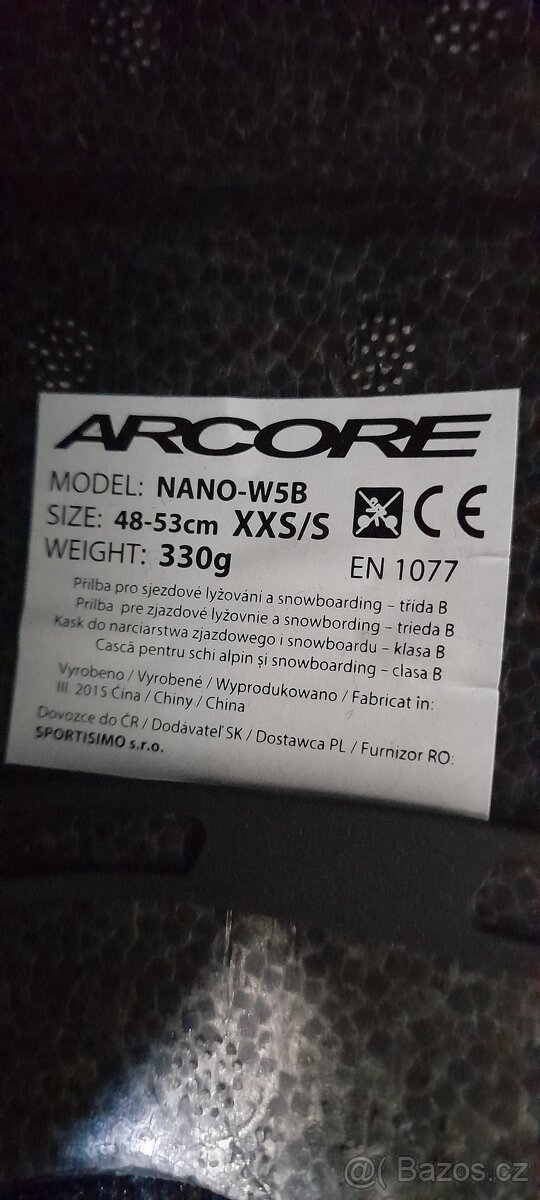 ARCORE
MODEL: NANO-W5B
SIZE: 48-53cm XXS/S
CE
WEIGHT: 330g
EN 1077
Přilba pro sjezdové lyžování a snowboarding – třída B
Prilba pre zjazdové lyžovnie a snowbording – trieda B
Kask do narciarstwa zjazdowego i snowboardu – klasa B
Cască pentru schi alpin și snowboarding – clasa B
Vyrobeno / Vyrobené / Wyprodukowano / Fabricat în:
III. 2015 Čína / Chiny / China
Dovozce do ČR / Dodávateľ SK / Dostawca PL / Furnizor RO:
SPORTISIMO s.r.o.
Bazos.cz